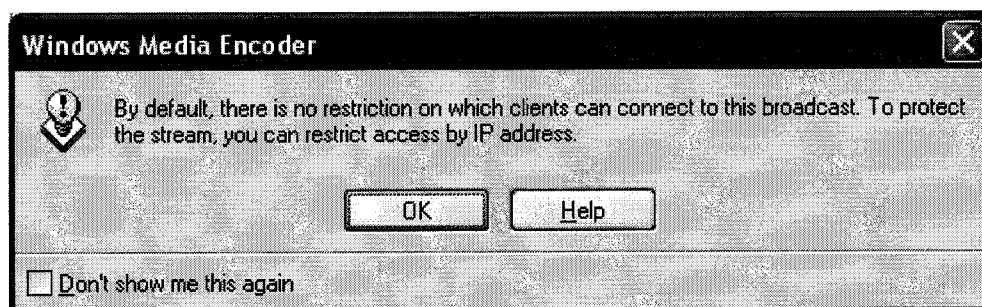 Windows Media Encoder
By default, there is no restriction on which clients can connect to this broadcast. To protect
the stream, you can restrict access by IP address.
OK Help
Don't show me this again